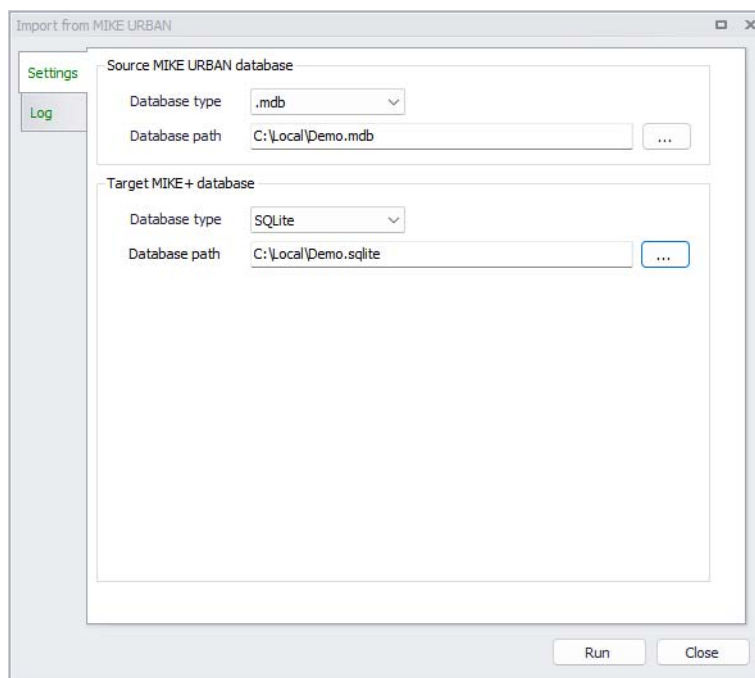 Import from MIKE URBAN
Settings
Log
Source MIKE URBAN database
Database type .mdb
Database path C:\Local\Demo.mdb ...
Target MIKE+ database
Database type SQLite
Database path C:\Local\Demo.sqlite ...
Run Close